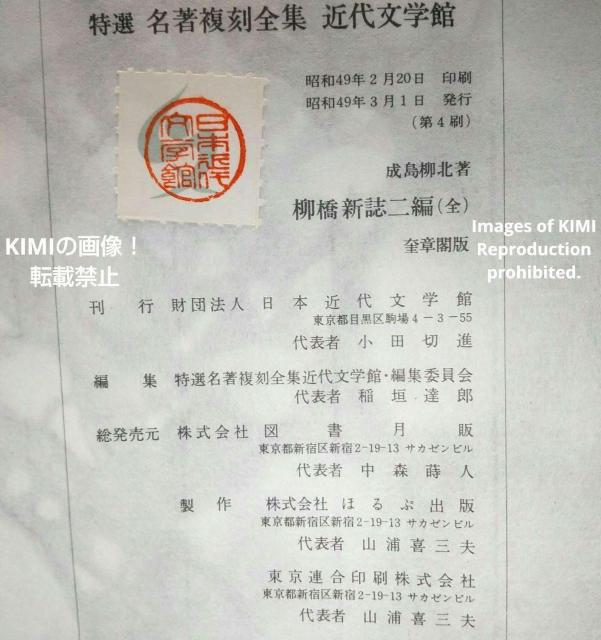 特選 名著複刻全集 近代文学館
昭和49年2月20日 印刷
昭和49年3月1日 発行
(第4刷)
日本近代
文学館
成島柳北著
柳橋新誌二編(全)
奎章閣版
KIMIの画像!
転載禁止
Images of KIMI
Reproduction
prohibited.
刊 行 財団法人 日本近代文学館
東京都目黒区駒場4-3-55
代表者 小田切進
編 集 特選名著複刻全集近代文学館・編集委員会
代表者 稲垣達郎
総発売元 株式会社 図書月販
東京都新宿区新宿2-19-13 サカゼンビル
代表者 中森蒔人
製 作 株式会社 ほるぷ出版
東京都新宿区新宿2-19-13 サカゼンビル
代表者 山浦喜三夫
東京連合印刷株式会社
東京都新宿区新宿2-19-13 サカゼンビル
代表者 山浦喜三夫